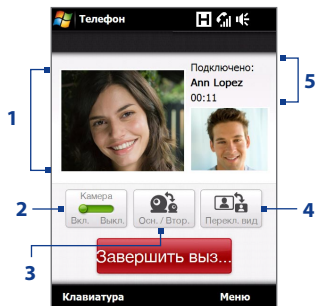 Телефон
H
Подключено:
Ann Lopez
00:11
1
5
Камера
Вкл. Выкл.
Осн. / Втор.
Перекл. вид
2
3
4
Завершить выз...
Клавиатура Меню